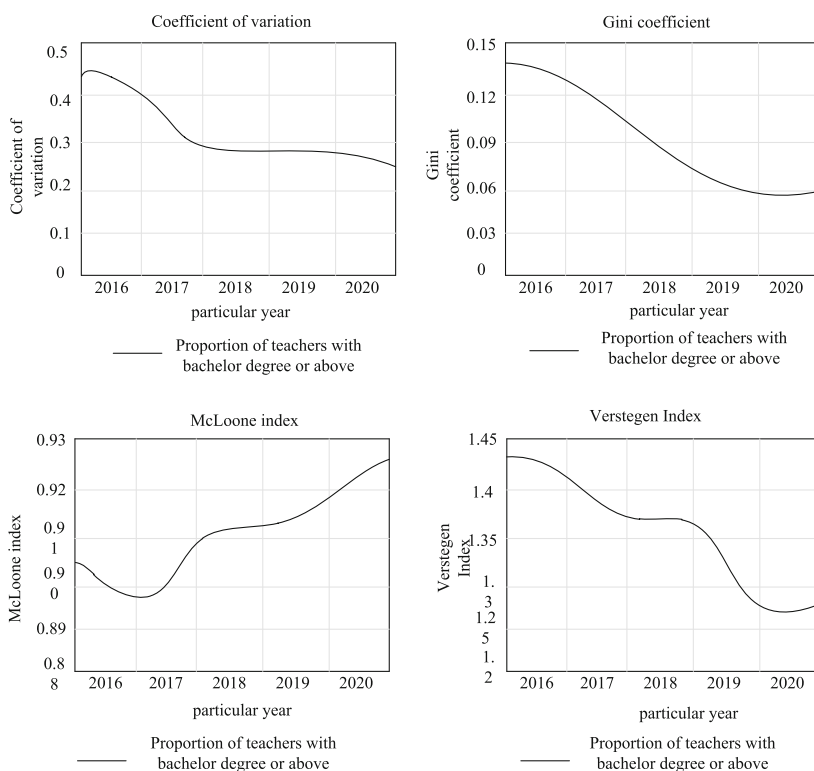 Coefficient of variation
0.5
0.4
0.3
0.2
0.1
0
Coefficient of
variation
2016 2017 2018 2019 2020
particular year
Proportion of teachers with
bachelor degree or above
Gini coefficient
0.15
0.12
0.09
0.06
0.03
0
Gini
coefficient
2016 2017 2018 2019 2020
particular year
Proportion of teachers with
bachelor degree or above
McLoone index
0.93
0.92
0.9
1
0.9
0
0.89
0.8
8
McLoone index
2016 2017 2018 2019 2020
particular year
Proportion of teachers with
bachelor degree or above
Verstegen Index
1.45
1.4
1.35
1.
3
1.2
5
1.
2
Verstegen
Index
2016 2017 2018 2019 2020
particular year
Proportion of teachers with
bachelor degree or above